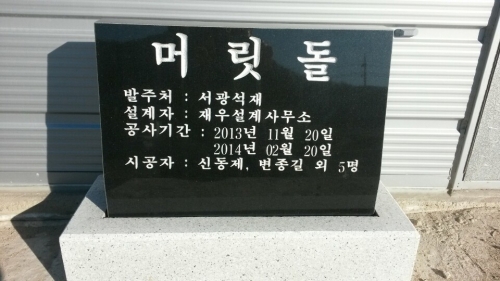 머릿돌
발주처 : 서광석재
설계자 : 재우설계사무소
공사기간 : 2013년 11월 20일
2014년 02월 20일
시공자 : 신동제, 변종길 외 5명